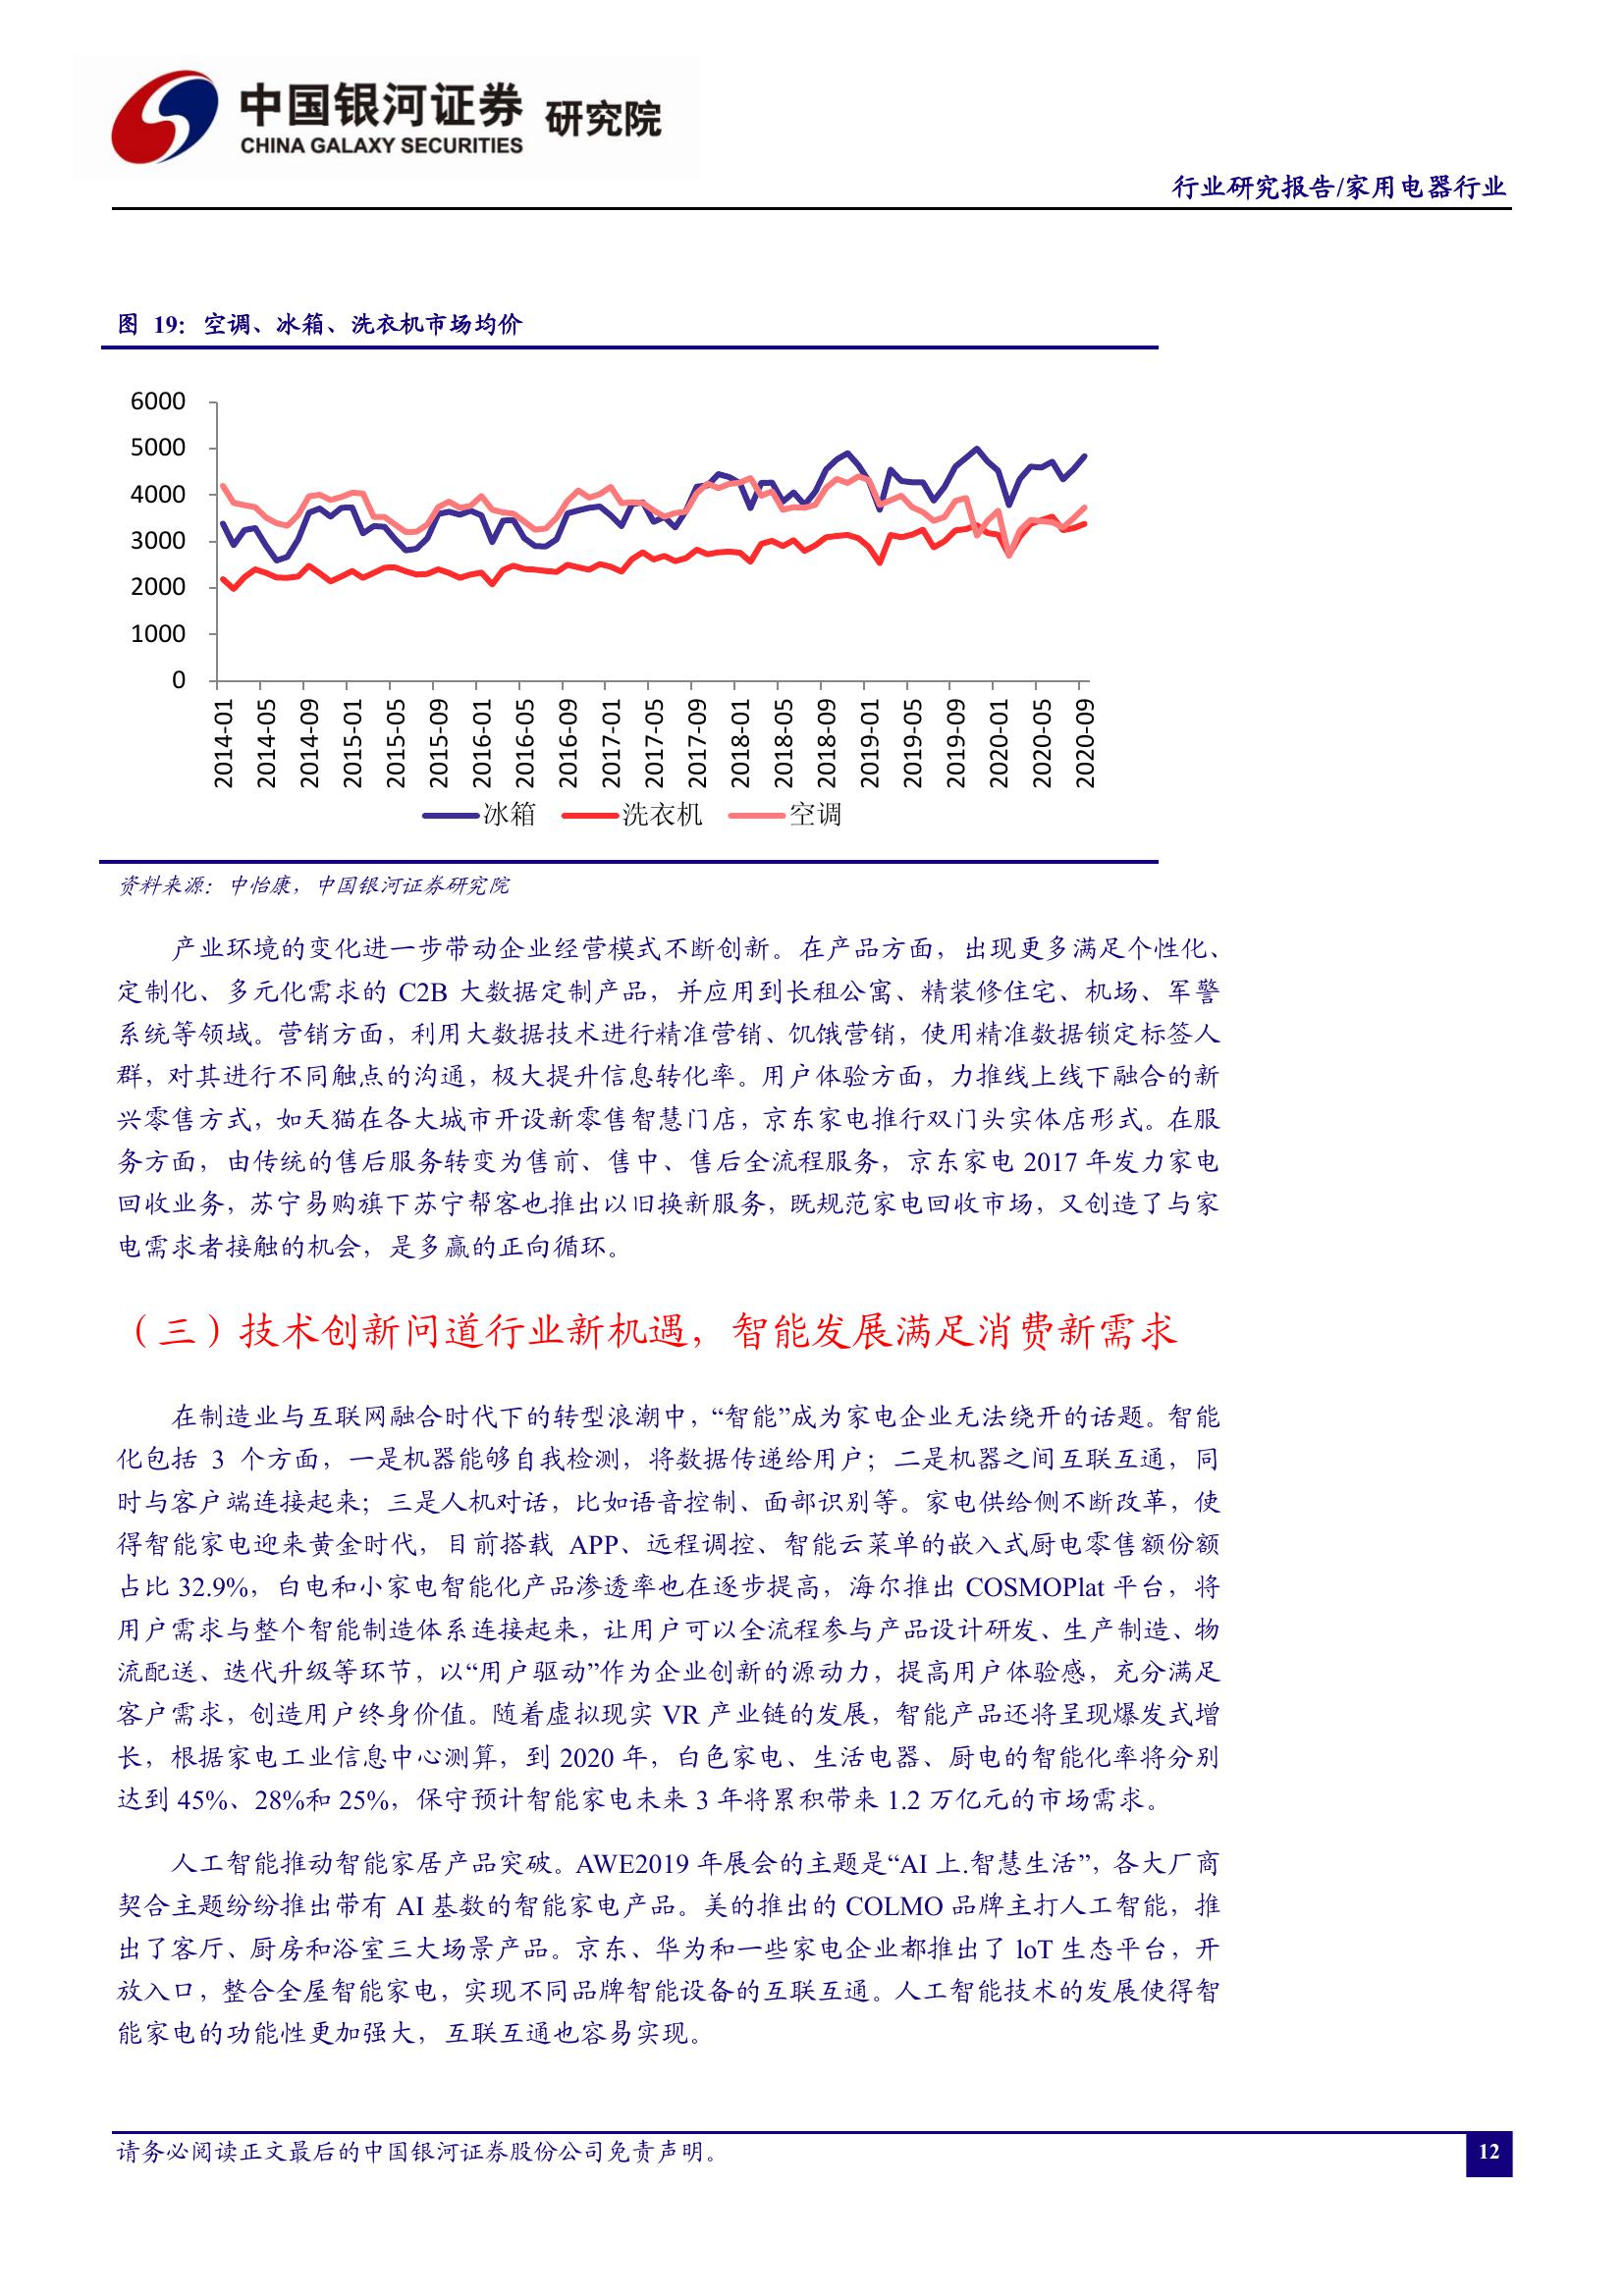 中国银河证券 研究院
CHINA GALAXY SECURITIES
行业研究报告/家用电器行业
图 19: 空调、冰箱、洗衣机市场均价
6000
5000
4000
3000
2000
1000
0
2014-01 2014-05 2014-09 2015-01 2015-05 2015-09 2016-01 2016-05 2016-09 2017-01 2017-05 2017-09 2018-01 2018-05 2018-09 2019-01 2019-05 2019-09 2020-01 2020-05 2020-09
冰箱 洗衣机 空调
资料来源：中怡康，中国银河证券研究院
产业环境的变化进一步带动企业经营模式不断创新。在产品方面，出现更多满足个性化、
定制化、多元化需求的 C2B 大数据定制产品，并应用到长租公寓、精装修住宅、机场、军警
系统等领域。营销方面，利用大数据技术进行精准营销、饥饿营销，使用精准数据锁定标签人
群，对其进行不同触点的沟通，极大提升信息转化率。用户体验方面，力推线上线下融合的新
兴零售方式，如天猫在各大城市开设新零售智慧门店，京东家电推行双门头实体店形式。在服
务方面，由传统的售后服务转变为售前、售中、售后全流程服务，京东家电 2017 年发力家电
回收业务，苏宁易购旗下苏宁帮客也推出以旧换新服务，既规范家电回收市场，又创造了与家
电需求者接触的机会，是多赢的正向循环。
（三）技术创新问道行业新机遇，智能发展满足消费新需求
在制造业与互联网融合时代下的转型浪潮中，“智能”成为家电企业无法绕开的话题。智能
化包括 3 个方面，一是机器能够自我检测，将数据传递给用户；二是机器之间互联互通，同
时与客户端连接起来；三是人机对话，比如语音控制、面部识别等。家电供给侧不断改革，使
得智能家电迎来黄金时代，目前搭载 APP、远程调控、智能云菜单的嵌入式厨电零售额份额
占比 32.9%，白电和小家电智能化产品渗透率也在逐步提高，海尔推出 COSMOPlat 平台，将
用户需求与整个智能制造体系连接起来，让用户可以全流程参与产品设计研发、生产制造、物
流配送、迭代升级等环节，以“用户驱动”作为企业创新的源动力，提高用户体验感，充分满足
客户需求，创造用户终身价值。随着虚拟现实 VR 产业链的发展，智能产品还将呈现爆发式增
长，根据家电工业信息中心测算，到 2020 年，白色家电、生活电器、厨电的智能化率将分别
达到 45%、28%和 25%，保守预计智能家电未来 3 年将累积带来 1.2 万亿元的市场需求。
人工智能推动智能家居产品突破。AWE2019 年展会的主题是“AI 上.智慧生活”，各大厂商
契合主题纷纷推出带有 AI 基数的智能家电产品。美的推出的 COLMO 品牌主打人工智能，推
出了客厅、厨房和浴室三大场景产品。京东、华为和一些家电企业都推出了 loT 生态平台，开
放入口，整合全屋智能家电，实现不同品牌智能设备的互联互通。人工智能技术的发展使得智
能家电的功能性更加强大，互联互通也容易实现。
请务必阅读正文最后的中国银河证券股份公司免责声明。
12